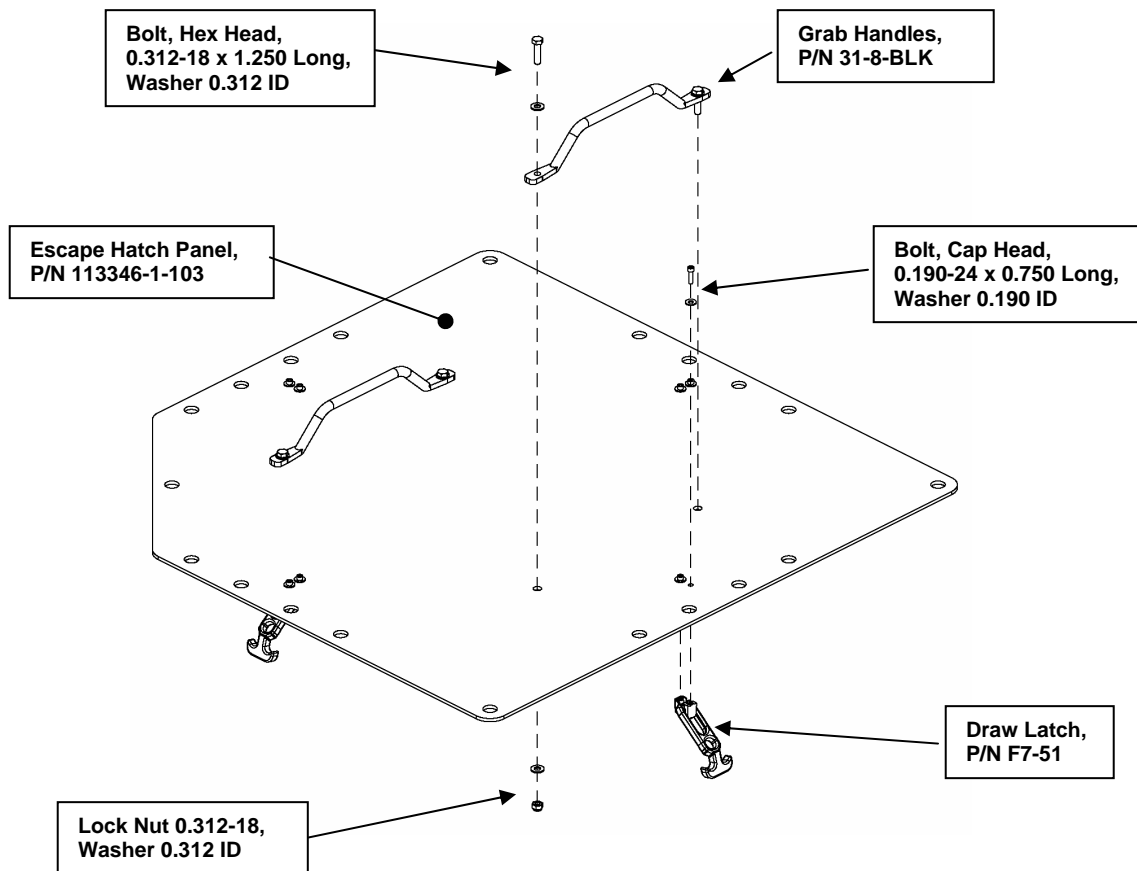 Bolt, Hex Head,
0.312-18 x 1.250 Long,
Washer 0.312 ID
Grab Handles,
P/N 31-8-BLK
Escape Hatch Panel,
P/N 113346-1-103
Bolt, Cap Head,
0.190-24 x 0.750 Long,
Washer 0.190 ID
Draw Latch,
P/N F7-51
Lock Nut 0.312-18,
Washer 0.312 ID